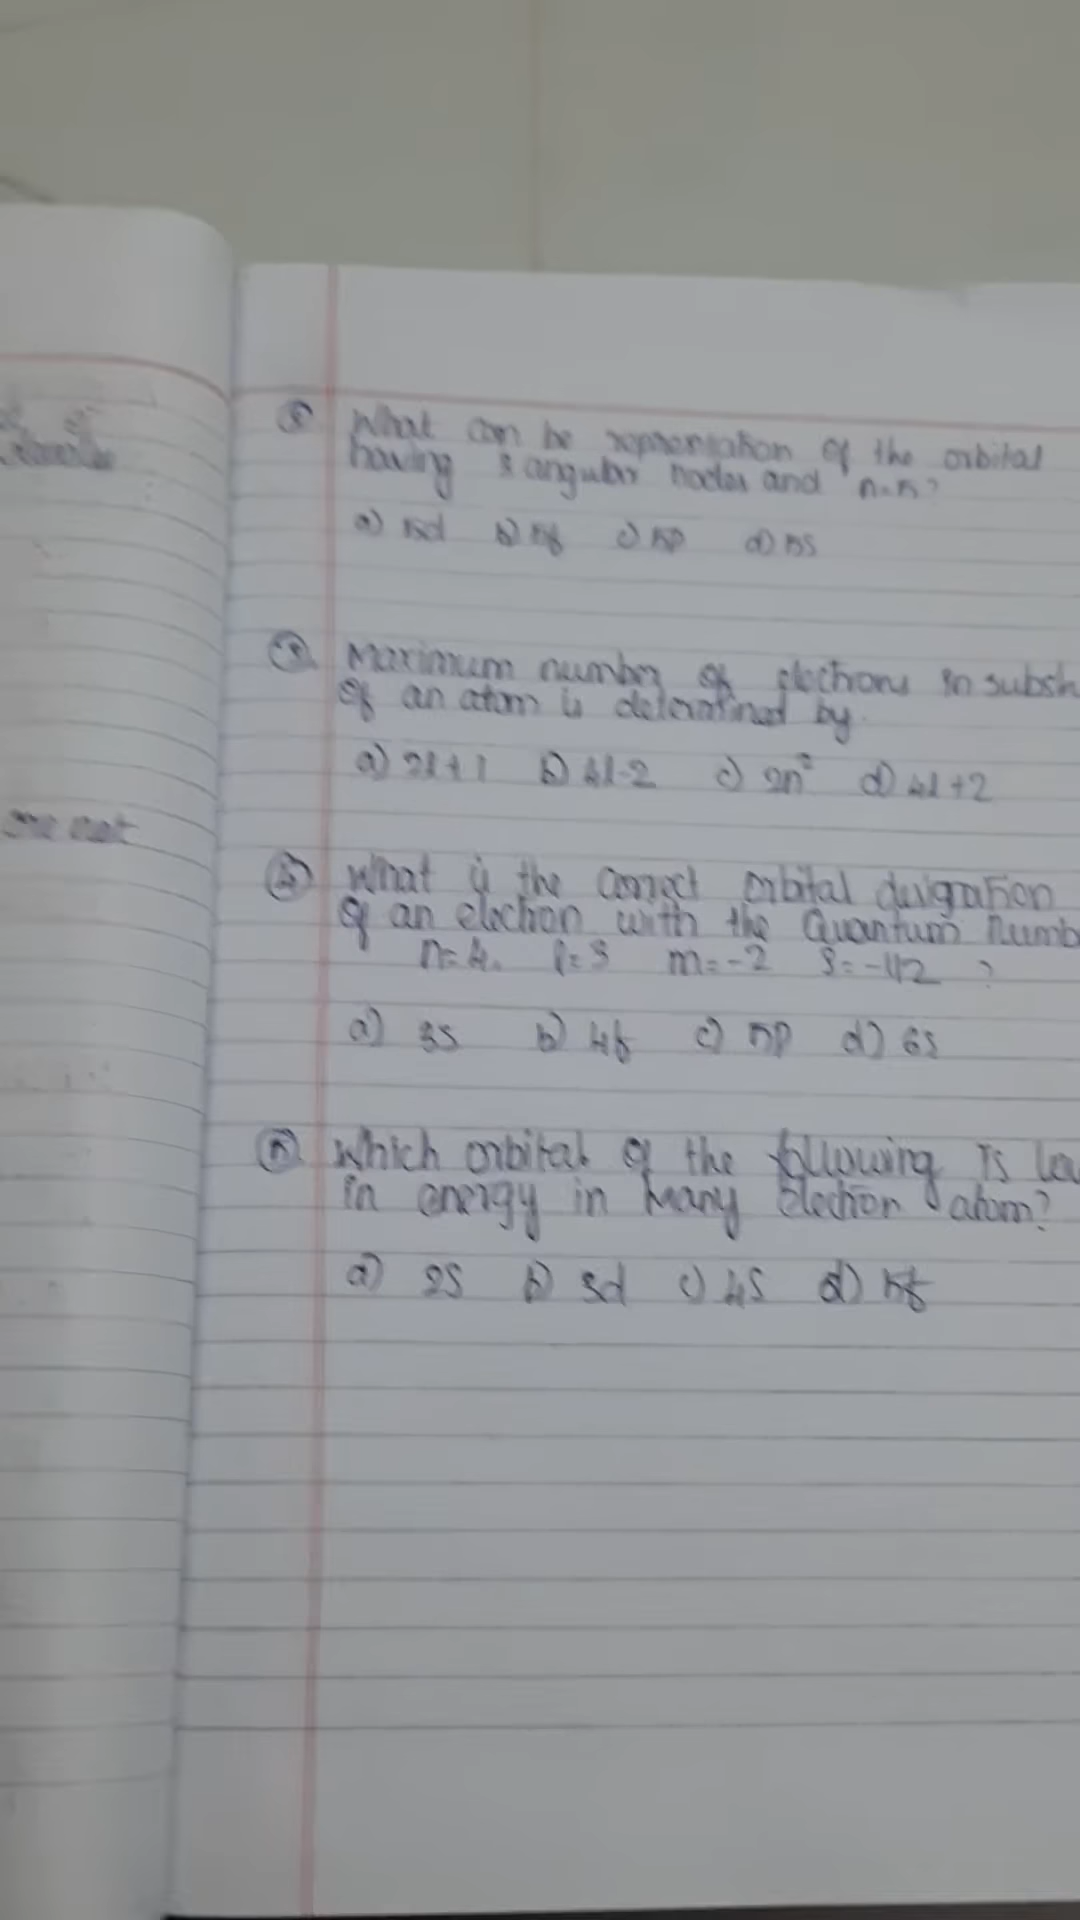 What can be representation of the orbital
having 3 angular nodes and n=5?
a) 5d b) 5f c) 5p d) 5s
Maximum number of electrons in subsh
of an atom is determined by
a) 2l+1 b) 4l-2 c) 2n² d) 4l+2
④ What is the correct orbital designation
of an electron with the Quantum numb
n=4, l=3 m=-2 s=-1/2 ?
a) 3s b) 4f c) 5p d) 6s
⑤ Which orbital of the following is lea
in energy in many electron atom?
a) 2s b) 3d c) 4s d) 5f